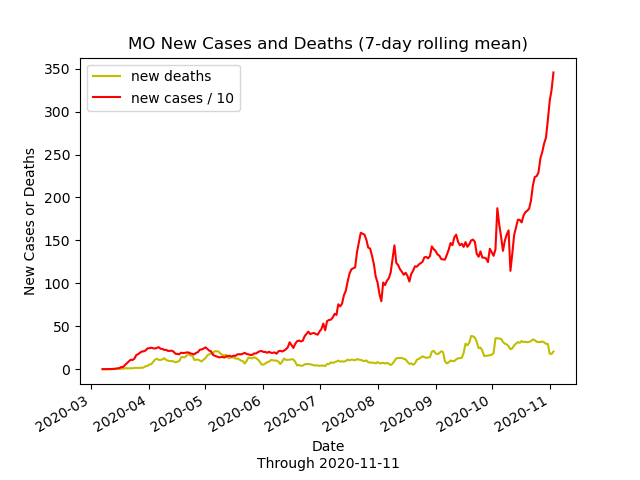 MO New Cases and Deaths (7-day rolling mean)
new deaths
new cases / 10
350
300
250
200
150
100
50
0
New Cases or Deaths
2020-03
2020-04
2020-05
2020-06
2020-07
2020-08
2020-09
2020-10
2020-11
Date
Through 2020-11-11